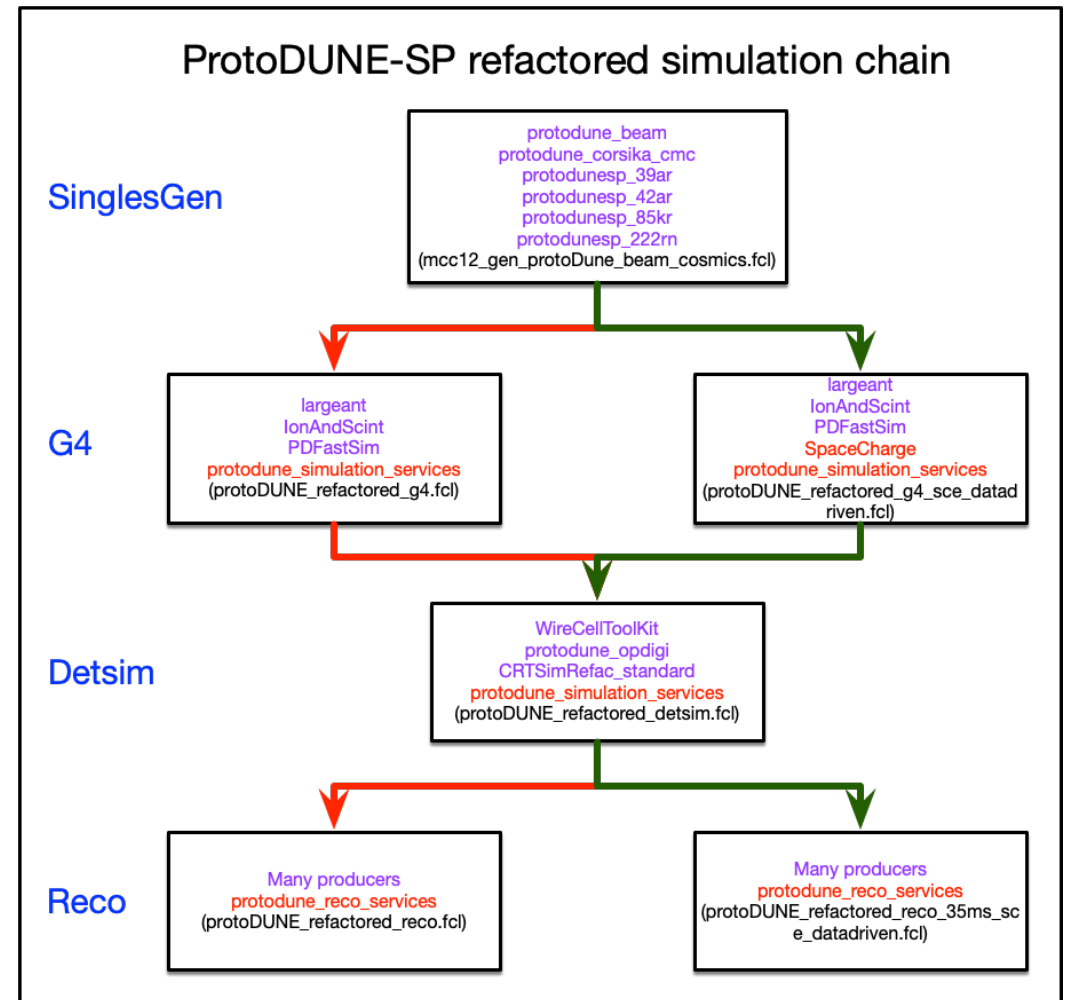 ProtoDUNE-SP refactored simulation chain
SinglesGen
protodune_beam
protodune_corsika_cmc
protodunesp_39ar
protodunesp_42ar
protodunesp_85kr
protodunesp_222rn
(mcc12_gen_protoDune_beam_cosmics.fcl)
G4
largeant
IonAndScint
PDFastSim
protodune_simulation_services
(protoDUNE_refactored_g4.fcl)
largeant
IonAndScint
PDFastSim
SpaceCharge
protodune_simulation_services
(protoDUNE_refactored_g4_sce_datad
riven.fcl)
Detsim
WireCellToolKit
protodune_opdigi
CRTSimRefac_standard
protodune_simulation_services
(protoDUNE_refactored_detsim.fcl)
Reco
Many producers
protodune_reco_services
(protoDUNE_refactored_reco.fcl)
Many producers
protodune_reco_services
(protoDUNE_refactored_reco_35ms_sc
e_datadriven.fcl)